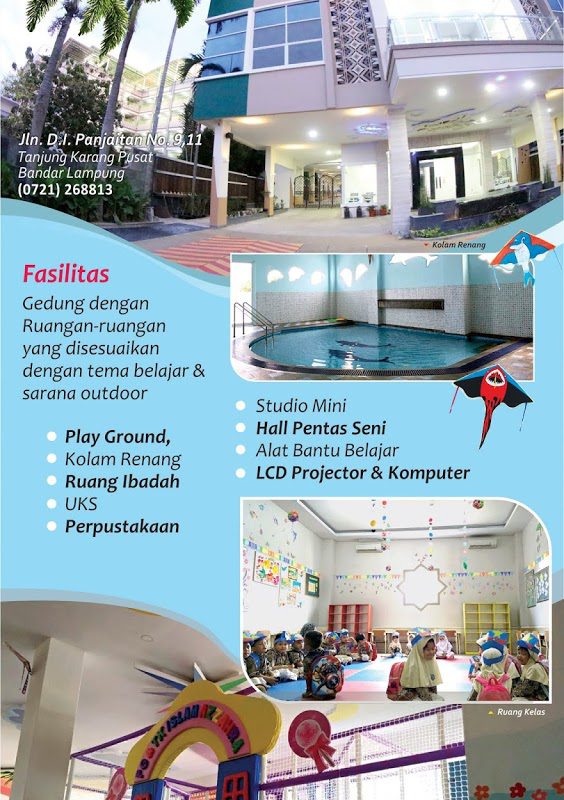 Jln. D.I. Panjaitan No. 9,11
Tanjung Karang Pusat
Bandar Lampung
(0721) 268813
Kolam Renang
Fasilitas
Gedung dengan
Ruangan-ruangan
yang disesuaikan
dengan tema belajar &
sarana outdoor
Play Ground,
Kolam Renang
Ruang Ibadah
UKS
Perpustakaan
Studio Mini
Hall Pentas Seni
Alat Bantu Belajar
LCD Projector & Komputer
Ruang Kelas
ISLAM AZZAHRA